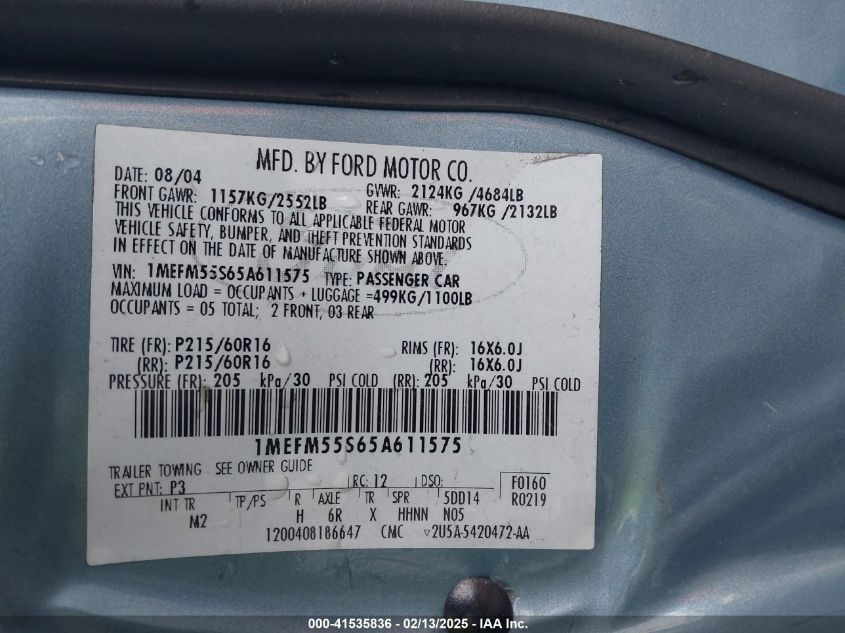 MFD. BY FORD MOTOR CO.
DATE: 08/04 GVWR: 2124KG /4684LB
FRONT GAWR: 1157KG/2552LB REAR GAWR: 967KG /2132LB
THIS VEHICLE CONFORMS TO ALL APPLICABLE FEDERAL MOTOR
VEHICLE SAFETY, BUMPER, AND THEFT PREVENTION STANDARDS
IN EFFECT ON THE DATE OF MANUFACTURE SHOWN ABOVE.
VIN: 1MEFM55S65A611575 TYPE: PASSENGER CAR
MAXIMUM LOAD = OCCUPANTS + LUGGAGE =499KG/1100LB
OCCUPANTS = 05 TOTAL; 2 FRONT, 03 REAR
TIRE (FR): P215/60R16 RIMS (FR): 16X6.0J
(RR): P215/60R16 (RR): 16X6.0J
PRESSURE (FR): 205 kPa/30 PSI COLD (RR): 205 kPa/30 PSI COLD
1MEFM55S65A611575
TRAILER TOWING - SEE OWNER GUIDE
EXT PNT: P3 RC: 12 DSO: F0160
INT TR TP/PS R AXLE TR SPR 5DD14 R0219
M2 H 6R X HHNN NO5
1200408186647 CMC ▽2U5A-5420472-AA
000-41535836 - 02/13/2025 - IAA Inc.